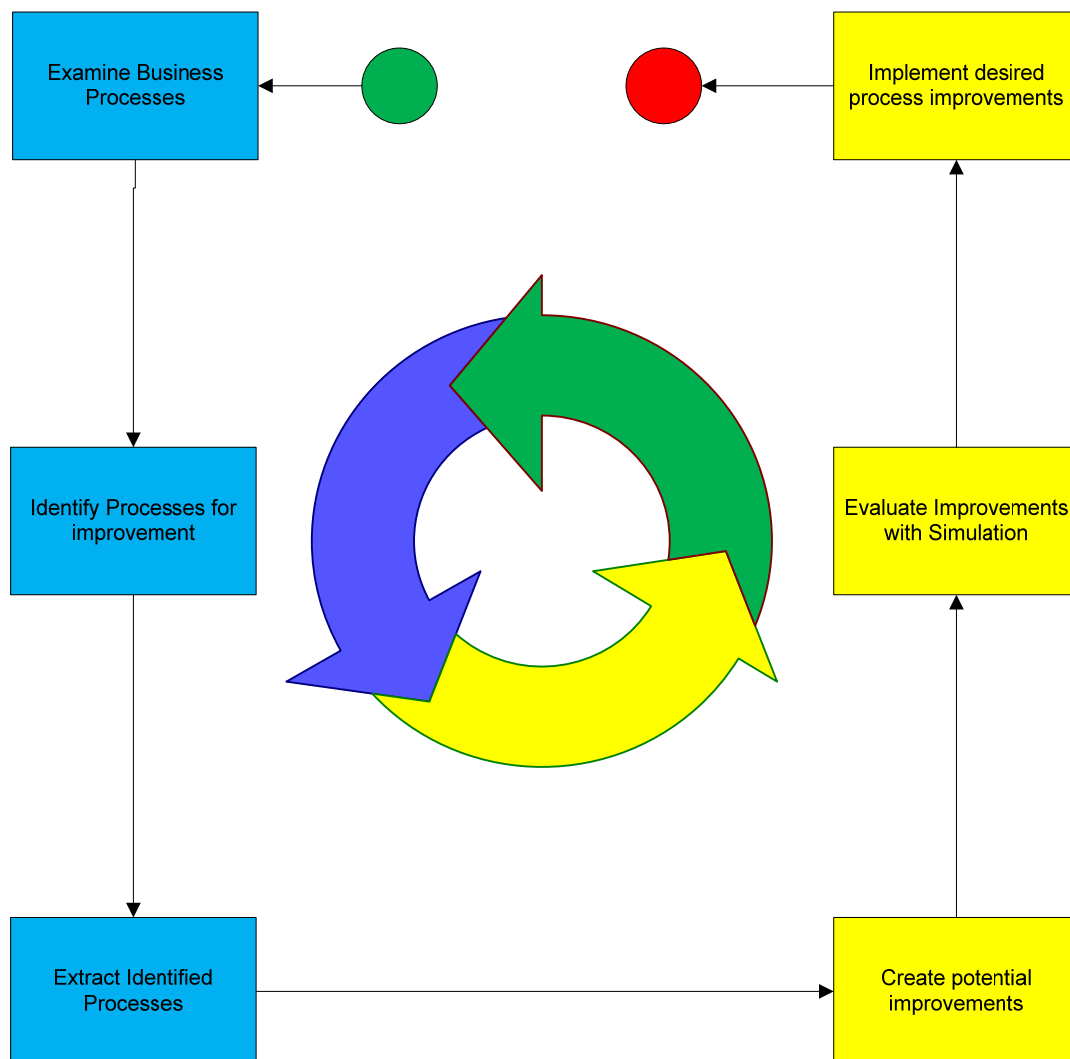 Examine Business
Processes
Implement desired
process improvements
Identify Processes for
improvement
Evaluate Improvements
with Simulation
Extract Identified
Processes
Create potential
improvements